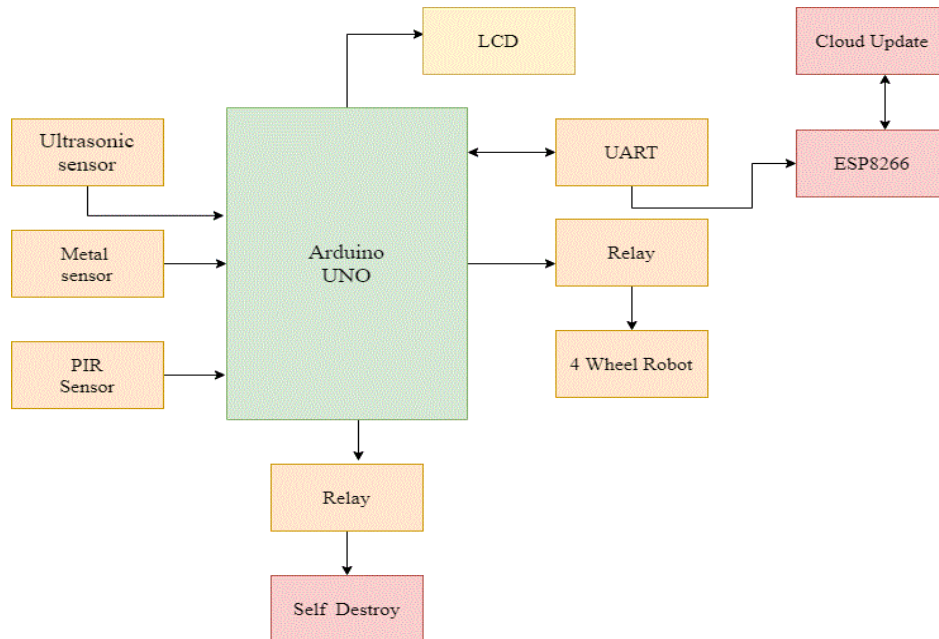 LCD
Cloud Update
Ultrasonic
sensor
UART
ESP8266
Metal
sensor
Arduino
UNO
Relay
PIR
Sensor
4 Wheel Robot
Relay
Self Destroy